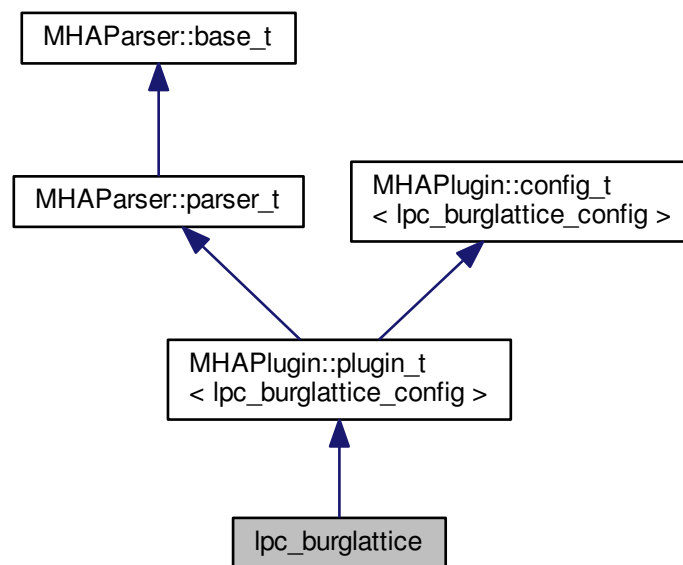 MHAParser::base_t
MHAParser::parser_t
MHAPlugin::config_t
< lpc_burglattice_config >
MHAPlugin::plugin_t
< lpc_burglattice_config >
lpc_burglattice